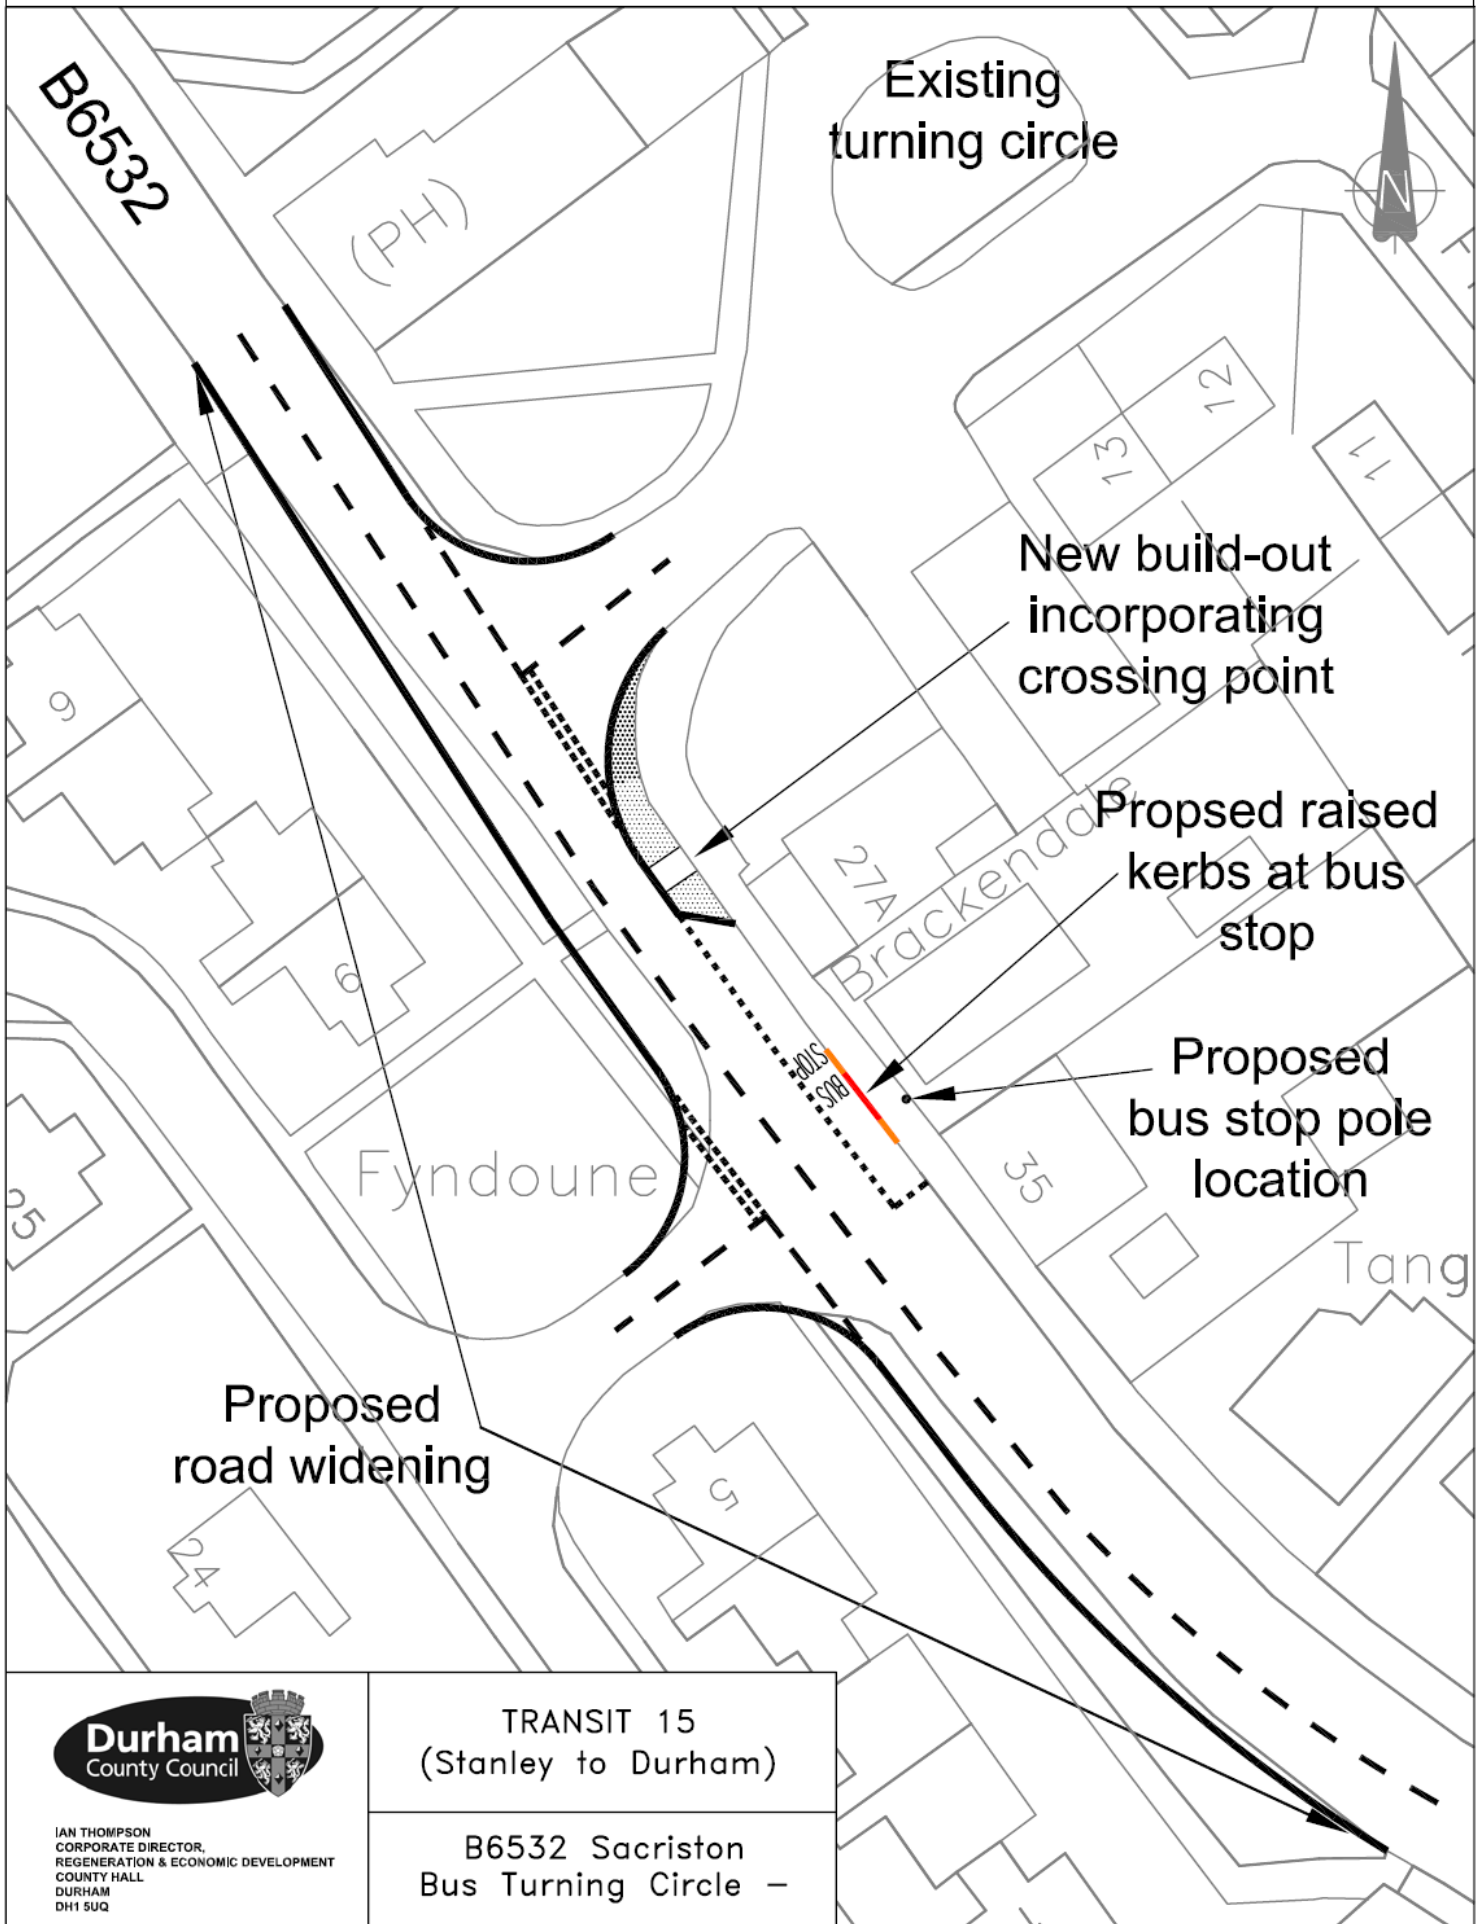 B6532
Existing
turning circle
N
(PH)
12
13
11
New build-out
incorporating
crossing point
9
Propsed raised
kerbs at bus
stop
27A
Brackendale
6
STOP
BUS
Proposed
bus stop pole
location
Fyndoune
35
25
Tang
Proposed
road widening
5
24
Durham
County Council
IAN THOMPSON
CORPORATE DIRECTOR,
REGENERATION & ECONOMIC DEVELOPMENT
COUNTY HALL
DURHAM
DH1 5UQ
TRANSIT 15
(Stanley to Durham)
B6532 Sacriston
Bus Turning Circle –